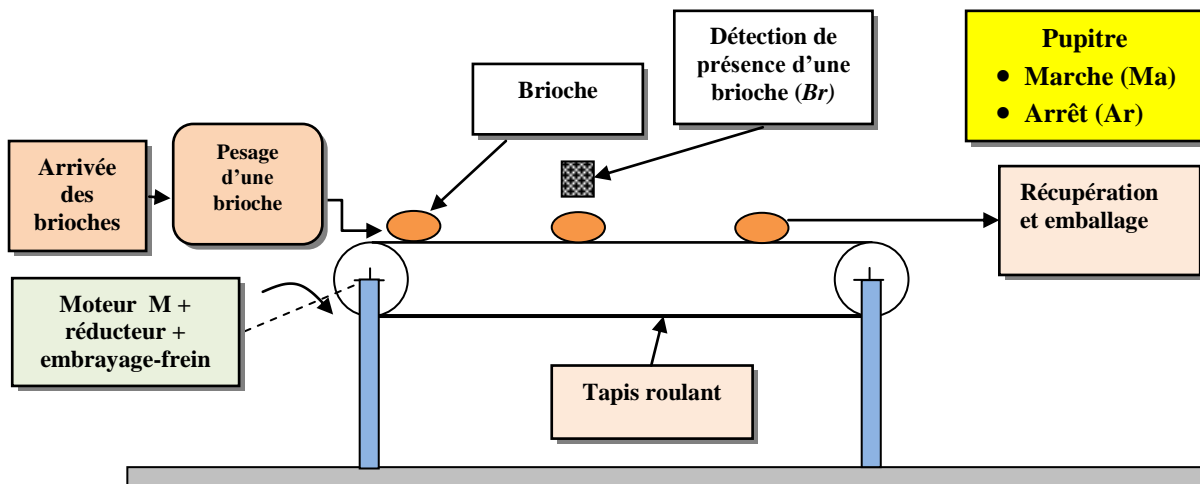 Arrivée
des
brioches
Pesage
d'une
brioche
Brioche
Détection de
présence d'une
brioche (Br)
Pupitre
• Marche (Ma)
• Arrêt (Ar)
Récupération
et emballage
Moteur M +
réducteur +
embrayage-frein
Tapis roulant